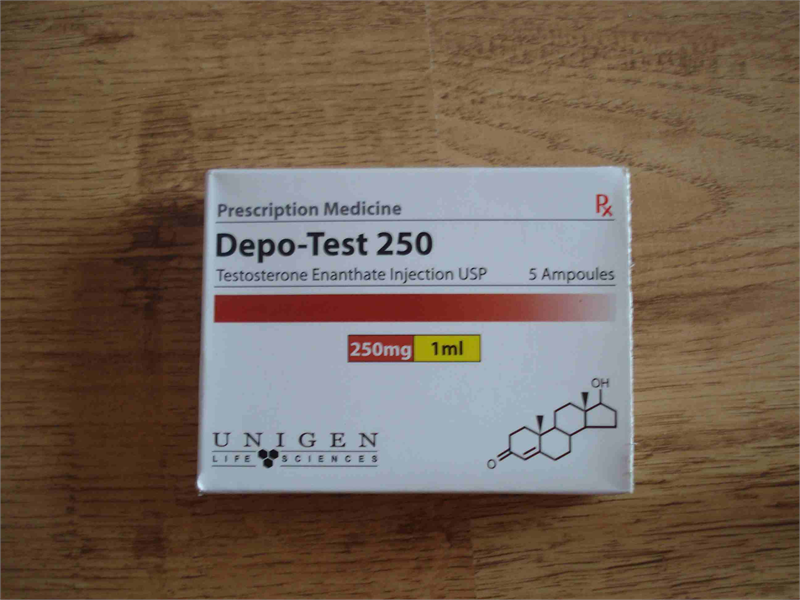 Prescription Medicine Rx
Depo-Test 250
Testosterone Enanthate Injection USP 5 Ampoules
250mg 1ml
OH
O
UNIGEN
LIFE SCIENCES